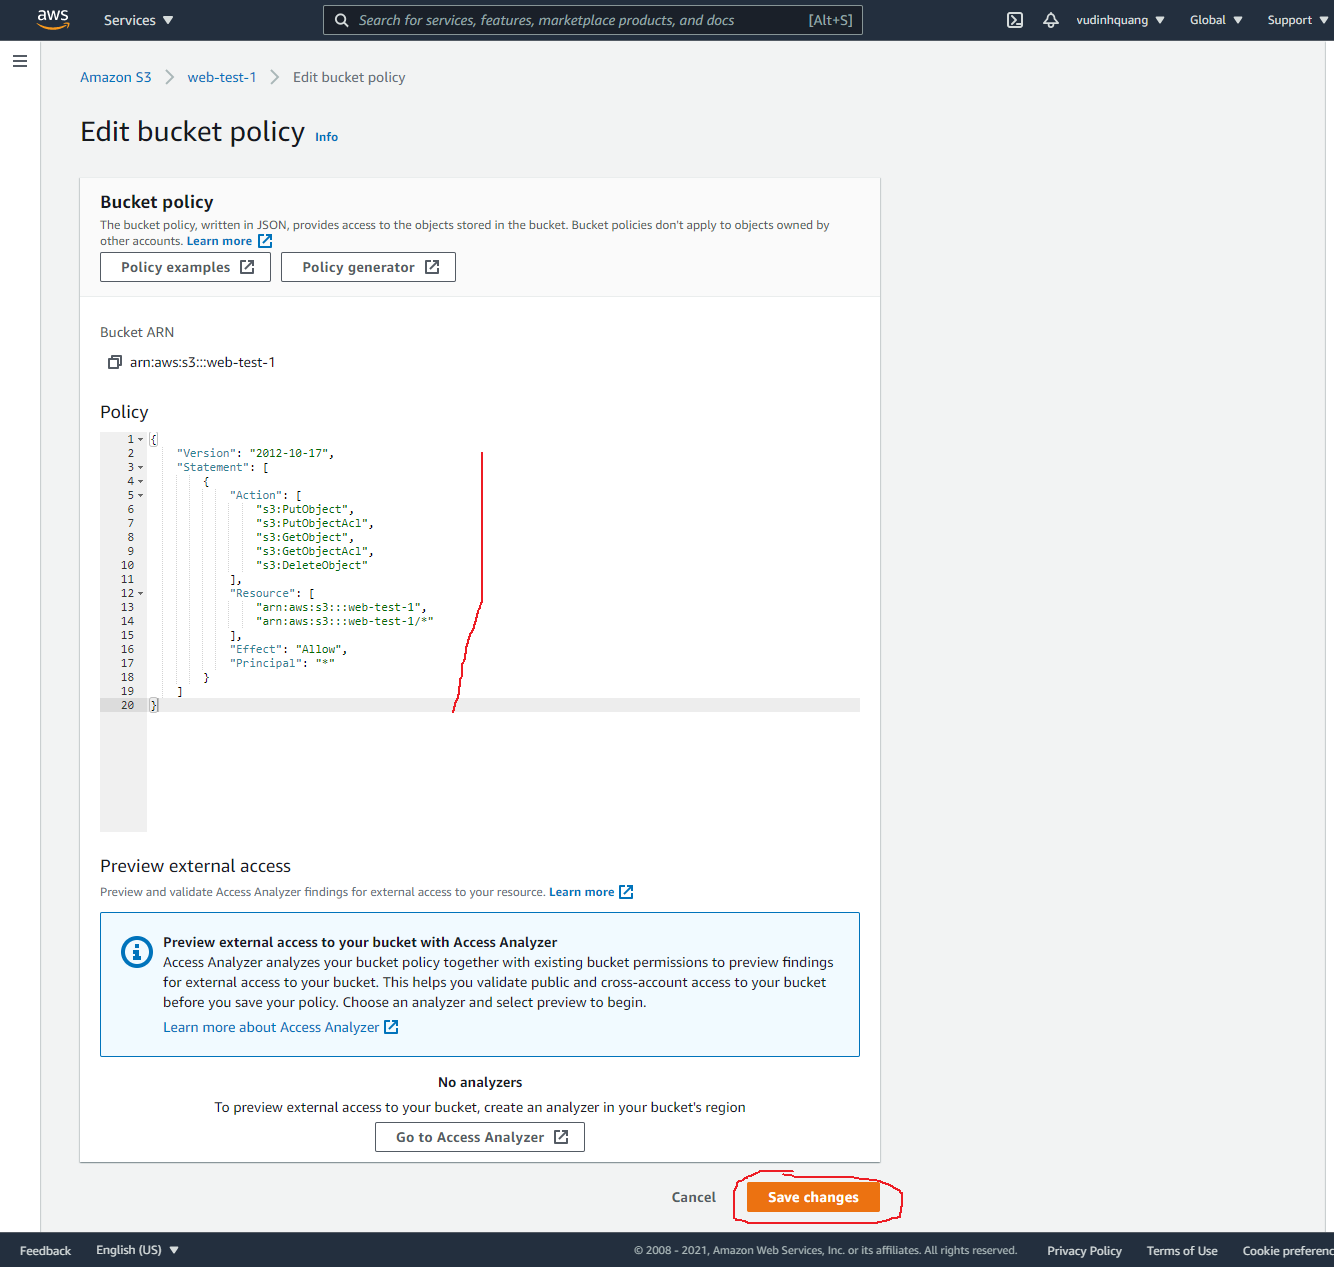 aws Services Search for services, features, marketplace products, and docs [Alt+S] vudinhquang Global Support
Amazon S3 > web-test-1 > Edit bucket policy
Edit bucket policy Info
Bucket policy
The bucket policy, written in JSON, provides access to the objects stored in the bucket. Bucket policies don't apply to objects owned by
other accounts. Learn more
Policy examples Policy generator
Bucket ARN
arn:aws:s3:::web-test-1
Policy
1 {
2 "Version": "2012-10-17",
3 "Statement": [
4 {
5 "Action": [
6 "s3:PutObject",
7 "s3:PutObjectAcl",
8 "s3:GetObject",
9 "s3:GetObjectAcl",
10 "s3:DeleteObject"
11 ],
12 "Resource": [
13 "arn:aws:s3:::web-test-1",
14 "arn:aws:s3:::web-test-1/*"
15 ],
16 "Effect": "Allow",
17 "Principal": "*"
18 }
19 ]
20 }
Preview external access
Preview and validate Access Analyzer findings for external access to your resource. Learn more
Preview external access to your bucket with Access Analyzer
Access Analyzer analyzes your bucket policy together with existing bucket permissions to preview findings
for external access to your bucket. This helps you validate public and cross-account access to your bucket
before you save your policy. Choose an analyzer and select preview to begin.
Learn more about Access Analyzer
No analyzers
To preview external access to your bucket, create an analyzer in your bucket's region
Go to Access Analyzer
Cancel Save changes
Feedback English (US) © 2008 - 2021, Amazon Web Services, Inc. or its affiliates. All rights reserved. Privacy Policy Terms of Use Cookie preferenc